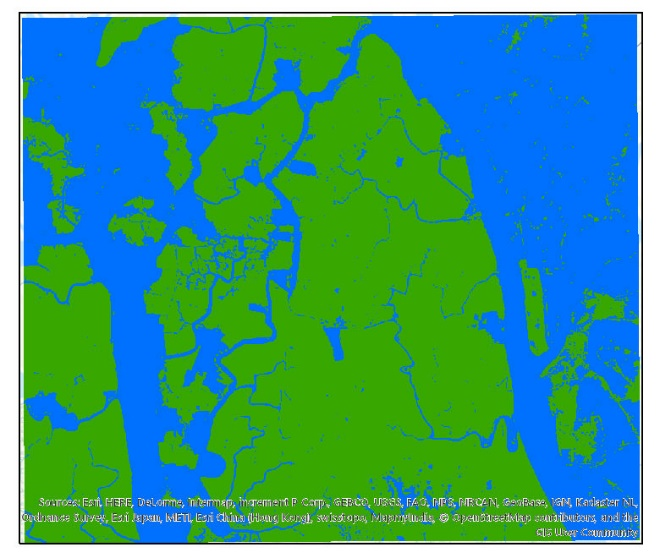 Sources: Esri, HERE, DeLorme, Intermap, increment P Corp., GEBCO, USGS, FAO, NPS, NRCAN, GeoBase, IGN, Kadaster NL,
Ordnance Survey, Esri Japan, METI, Esri China (Hong Kong), swisstopo, MapmyIndia, © OpenStreetMap contributors, and the
GIS User Community